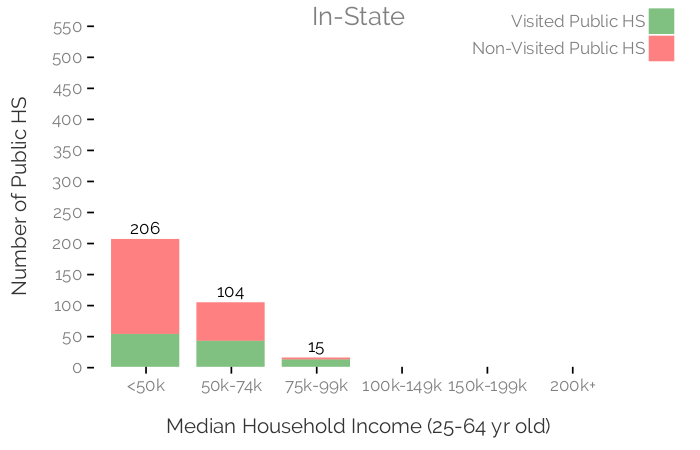 In-State
Visited Public HS
Non-Visited Public HS
Number of Public HS
550
500
450
400
350
300
250
200
150
100
50
0
206
104
15
<50k
50k-74k
75k-99k
100k-149k
150k-199k
200k+
Median Household Income (25-64 yr old)